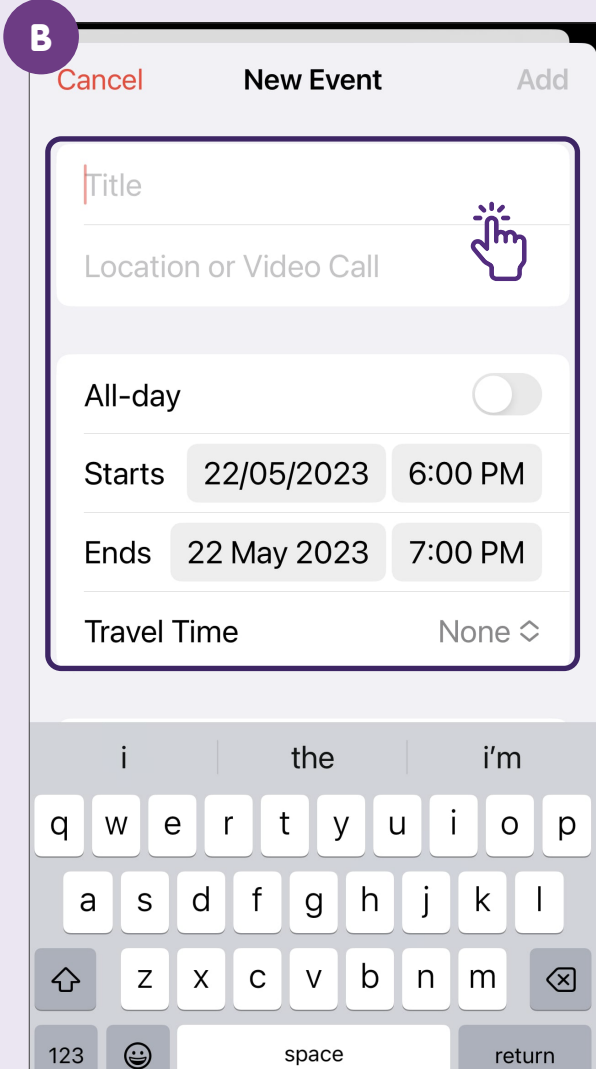 B
Cancel New Event Add
Title
Location or Video Call
All-day
Starts 22/05/2023 6:00 PM
Ends 22 May 2023 7:00 PM
Travel Time None
i the i'm
q w e r t y u i o p
a s d f g h j k l
z x c v b n m
123 space return